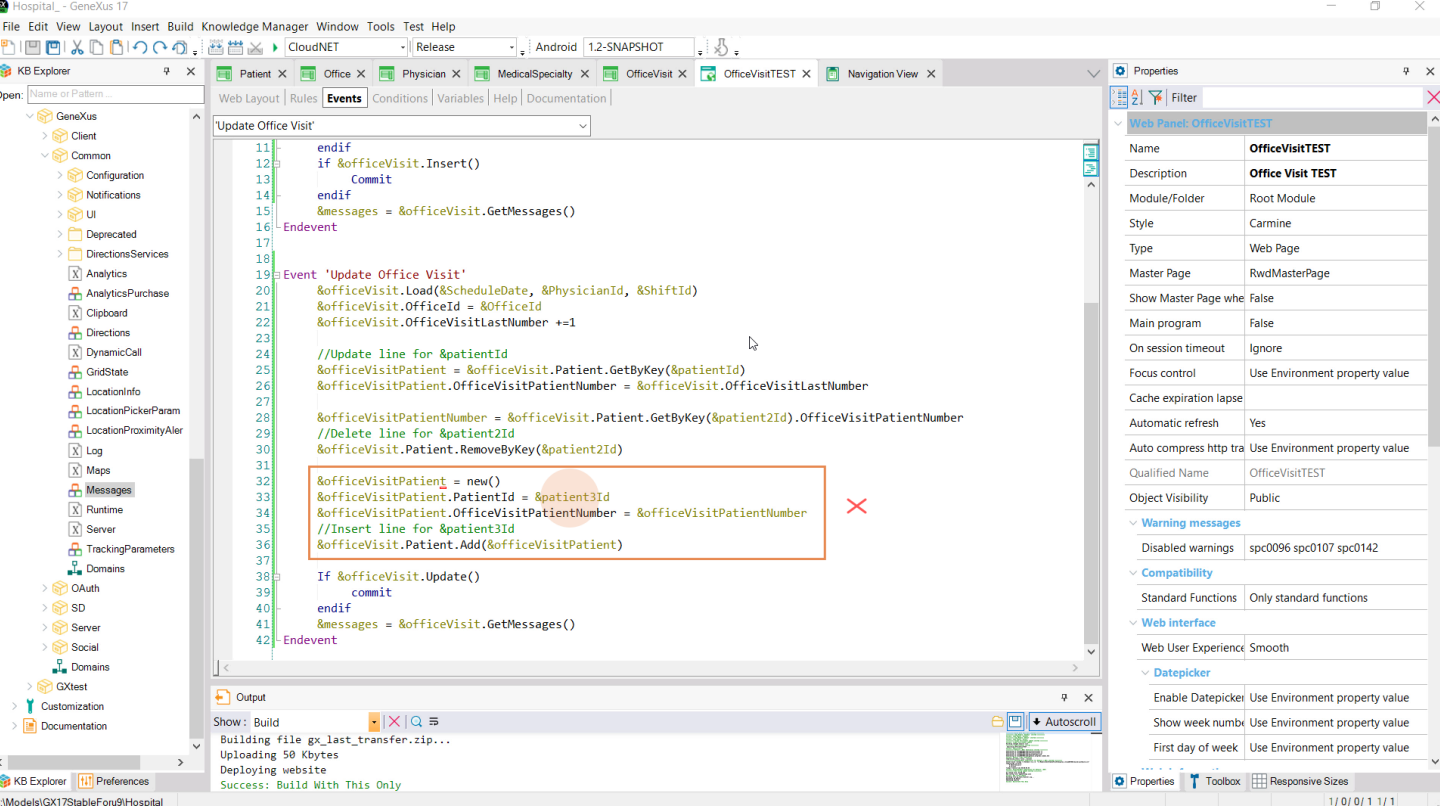 Hospital_ - GeneXus 17
File Edit View Layout Insert Build Knowledge Manager Window Tools Test Help
CloudNET Release Android 1.2-SNAPSHOT
KB Explorer
Open: Name or Pattern ...
GeneXus
Client
Common
Configuration
Notifications
UI
Deprecated
DirectionsServices
Analytics
AnalyticsPurchase
Clipboard
Directions
DynamicCall
GridState
LocationInfo
LocationPickerParam
LocationProximityAler
Log
Maps
Messages
Runtime
Server
TrackingParameters
Domains
OAuth
SD
Server
Social
Domains
GXtest
Customization
Documentation
KB Explorer Preferences
Patient Office Physician MedicalSpecialty OfficeVisit OfficeVisitTEST Navigation View
Web Layout Rules Events Conditions Variables Help Documentation
'Update Office Visit'
11 endif
12 if &officeVisit.Insert()
13 Commit
14 endif
15 &messages = &officeVisit.GetMessages()
16 Endevent
17
18
19 Event 'Update Office Visit'
20 &officeVisit.Load(&ScheduleDate, &PhysicianId, &ShiftId)
21 &officeVisit.OfficeId = &OfficeId
22 &officeVisit.OfficeVisitLastNumber +=1
23
24 //Update line for &patientId
25 &officeVisitPatient = &officeVisit.Patient.GetByKey(&patientId)
26 &officeVisitPatient.OfficeVisitPatientNumber = &officeVisit.OfficeVisitLastNumber
27
28 &officeVisitPatientNumber = &officeVisit.Patient.GetByKey(&patient2Id).OfficeVisitPatientNumber
29 //Delete line for &patient2Id
30 &officeVisit.Patient.RemoveByKey(&patient2Id)
31
32 &officeVisitPatient = new()
33 &officeVisitPatient.PatientId = &patient3Id
34 &officeVisitPatient.OfficeVisitPatientNumber = &officeVisitPatientNumber
35 //Insert line for &patient3Id
36 &officeVisit.Patient.Add(&officeVisitPatient)
37
38 If &officeVisit.Update()
39 commit
40 endif
41 &messages = &officeVisit.GetMessages()
42 Endevent
Output
Show : Build Autoscroll
Building file gx_last_transfer.zip...
Uploading 50 Kbytes
Deploying website
Success: Build With This Only
Properties
Filter
Web Panel: OfficeVisitTEST
Name OfficeVisitTEST
Description Office Visit TEST
Module/Folder Root Module
Style Carmine
Type Web Page
Master Page RwdMasterPage
Show Master Page whe False
Main program False
On session timeout Ignore
Focus control Use Environment property value
Cache expiration lapse
Automatic refresh Yes
Auto compress http tra Use Environment property value
Qualified Name OfficeVisitTEST
Object Visibility Public
Warning messages
Disabled warnings spc0096 spc0107 spc0142
Compatibility
Standard Functions Only standard functions
Web interface
Web User Experience Smooth
Datepicker
Enable Datepicker Use Environment property value
Show week numbe Use Environment property value
First day of week Use Environment property value
Properties Toolbox Responsive Sizes
:\Models\GX17StableForu9\Hospital 1/ 0/ 0/ 1 1/ 1